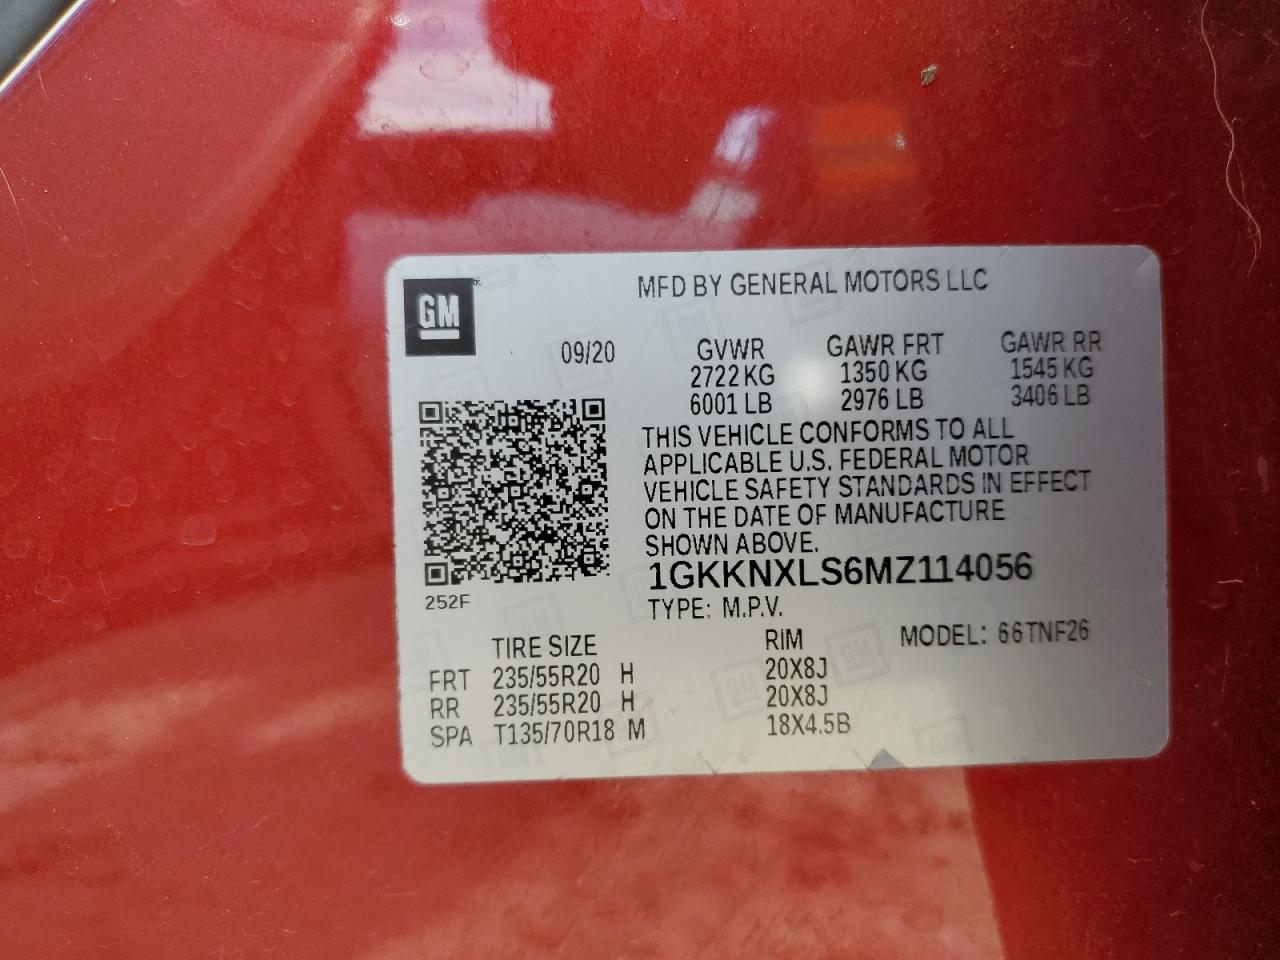 GM
MFD BY GENERAL MOTORS LLC
09/20
GVWR GAWR FRT GAWR RR
2722 KG 1350 KG 1545 KG
6001 LB 2976 LB 3406 LB
THIS VEHICLE CONFORMS TO ALL
APPLICABLE U.S. FEDERAL MOTOR
VEHICLE SAFETY STANDARDS IN EFFECT
ON THE DATE OF MANUFACTURE
SHOWN ABOVE.
1GKKNXLS6MZ114056
252F
TYPE: M.P.V.
TIRE SIZE RIM MODEL: 66TNF26
FRT 235/55R20 H 20X8J
RR 235/55R20 H 20X8J
SPA T135/70R18 M 18X4.5B